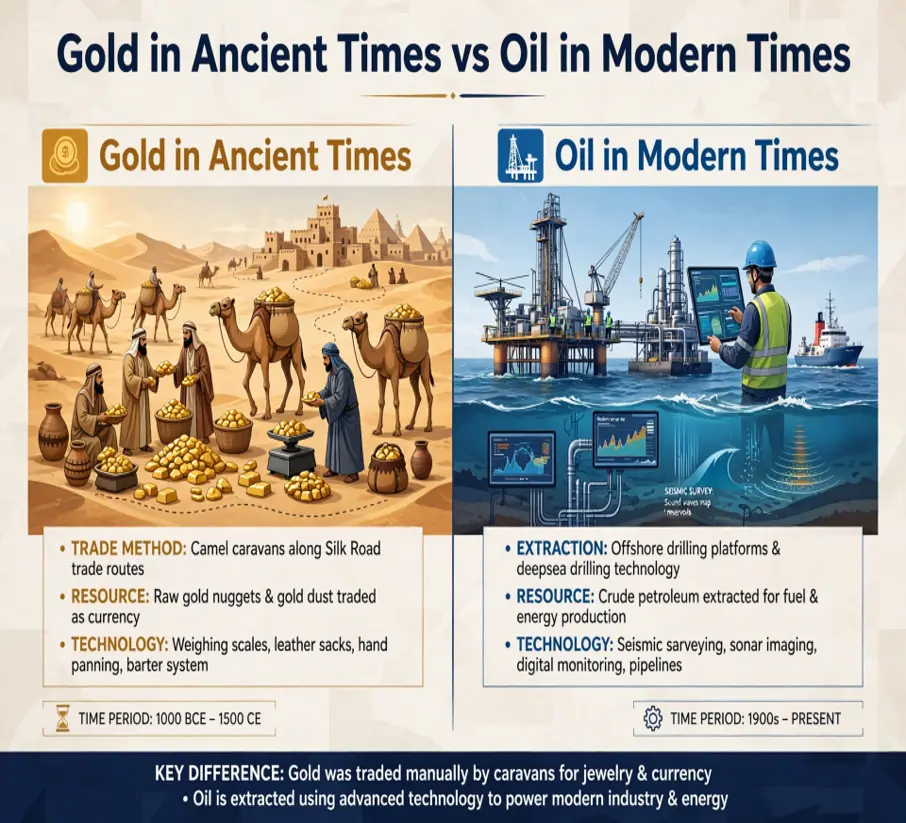 Gold in Ancient Times vs Oil in Modern Times
Gold in Ancient Times
• TRADE METHOD: Camel caravans along Silk Road
trade routes
• RESOURCE: Raw gold nuggets & gold dust traded
as currency
• TECHNOLOGY: Weighing scales, leather sacks, hand
panning, barter system
TIME PERIOD: 1000 BCE – 1500 CE
Oil in Modern Times
SEISMIC SURVEY:
Sound waves map
reservoils
• EXTRACTION: Offshore drilling platforms &
deepsea drilling technology
• RESOURCE: Crude petroleum extracted for fuel &
energy production
• TECHNOLOGY: Seismic sarveying, sonar imaging,
digital monitoring, pipelines
TIME PERIOD: 1900s – PRESENT
KEY DIFFERENCE: Gold was traded manually by caravans for jewelry & currency
• Oil is extracted using advanced technology to power modern industry & energy